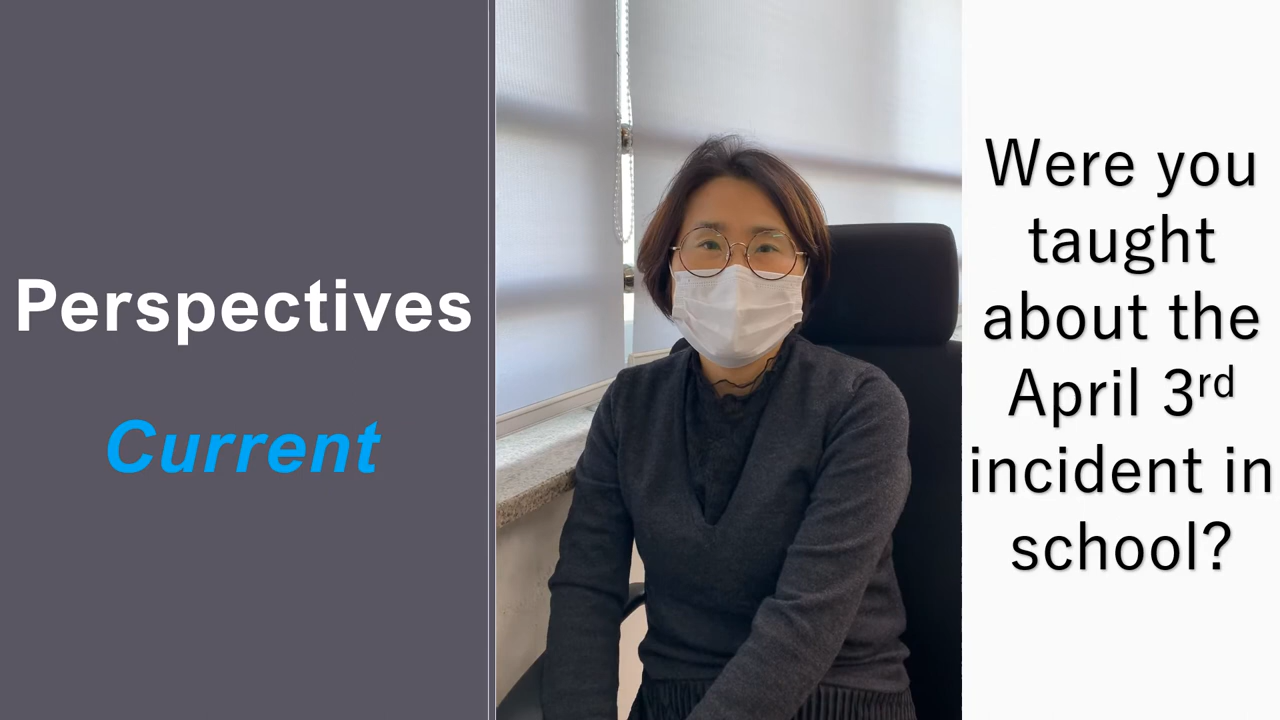 Perspectives
Current
Were you
taught
about the
April 3rd
incident in
school?